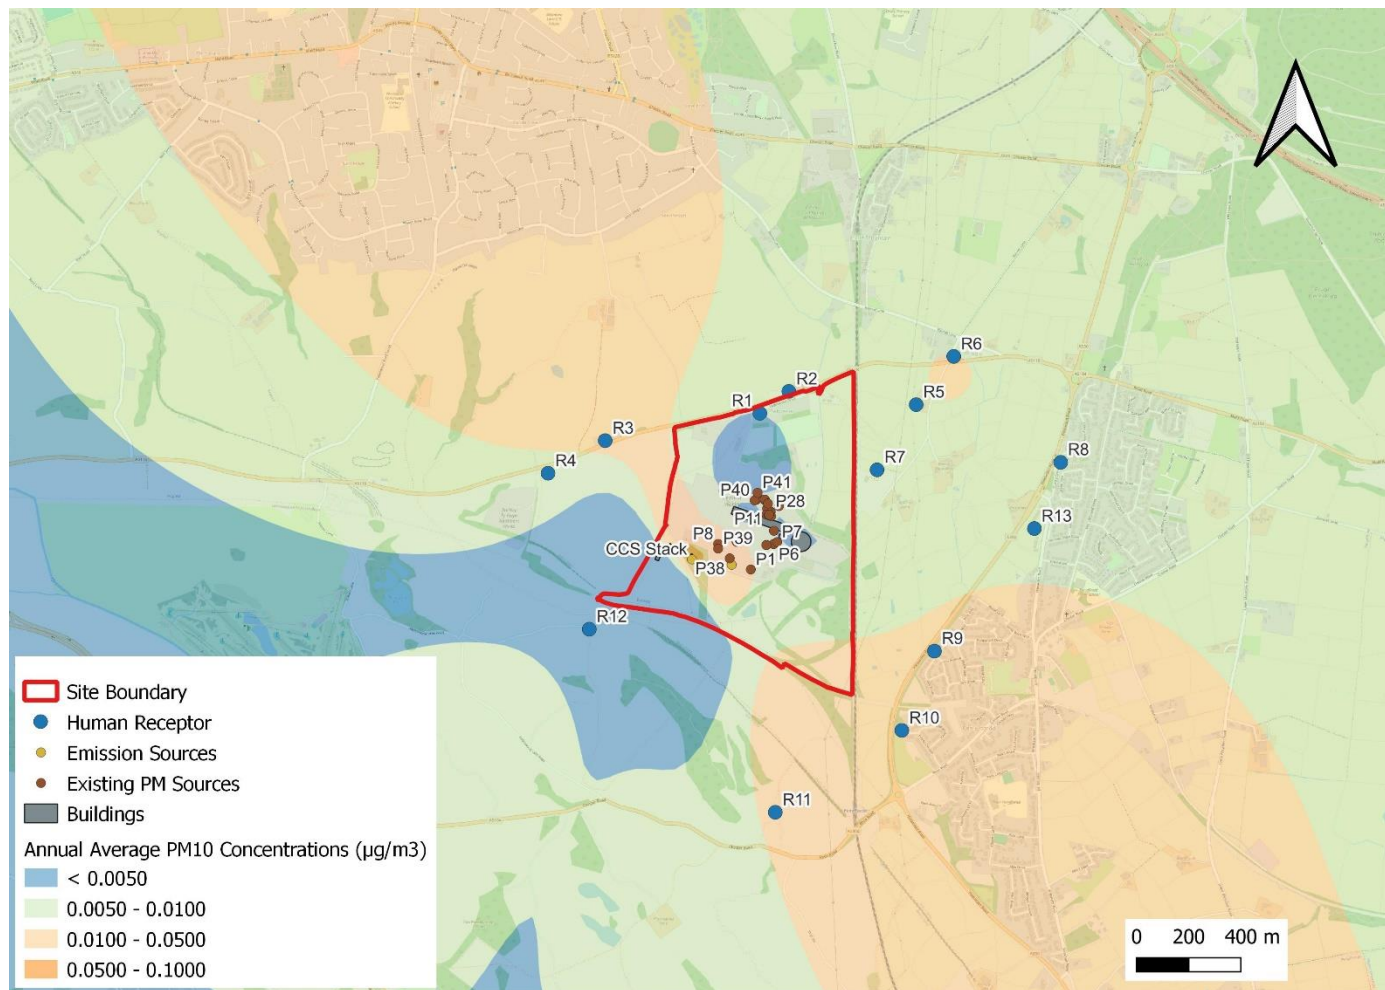 R6
R2
R5
R1
R3
R7
R8
R4
P40
P41
P28
P11
R13
P7
P8
P39
P6
CCS Stack
P1
P38
R12
R9
R10
R11
Site Boundary
Human Receptor
Emission Sources
Existing PM Sources
Buildings
Annual Average PM10 Concentrations (µg/m3)
< 0.0050
0.0050 - 0.0100
0.0100 - 0.0500
0.0500 - 0.1000
0 200 400 m